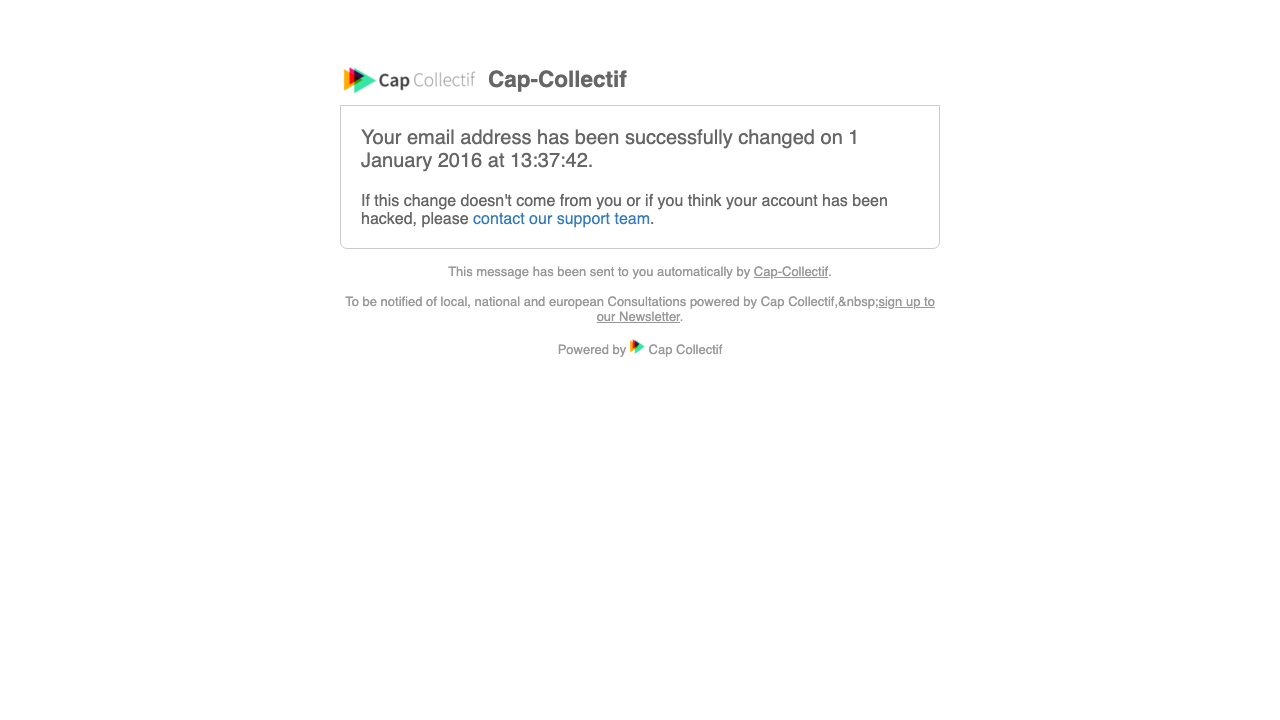 Cap Collectif Cap-Collectif
Your email address has been successfully changed on 1
January 2016 at 13:37:42.
If this change doesn't come from you or if you think your account has been
hacked, please contact our support team.
This message has been sent to you automatically by Cap-Collectif.
To be notified of local, national and european Consultations powered by Cap Collectif,&nbsp;sign up to
our Newsletter.
Powered by Cap Collectif